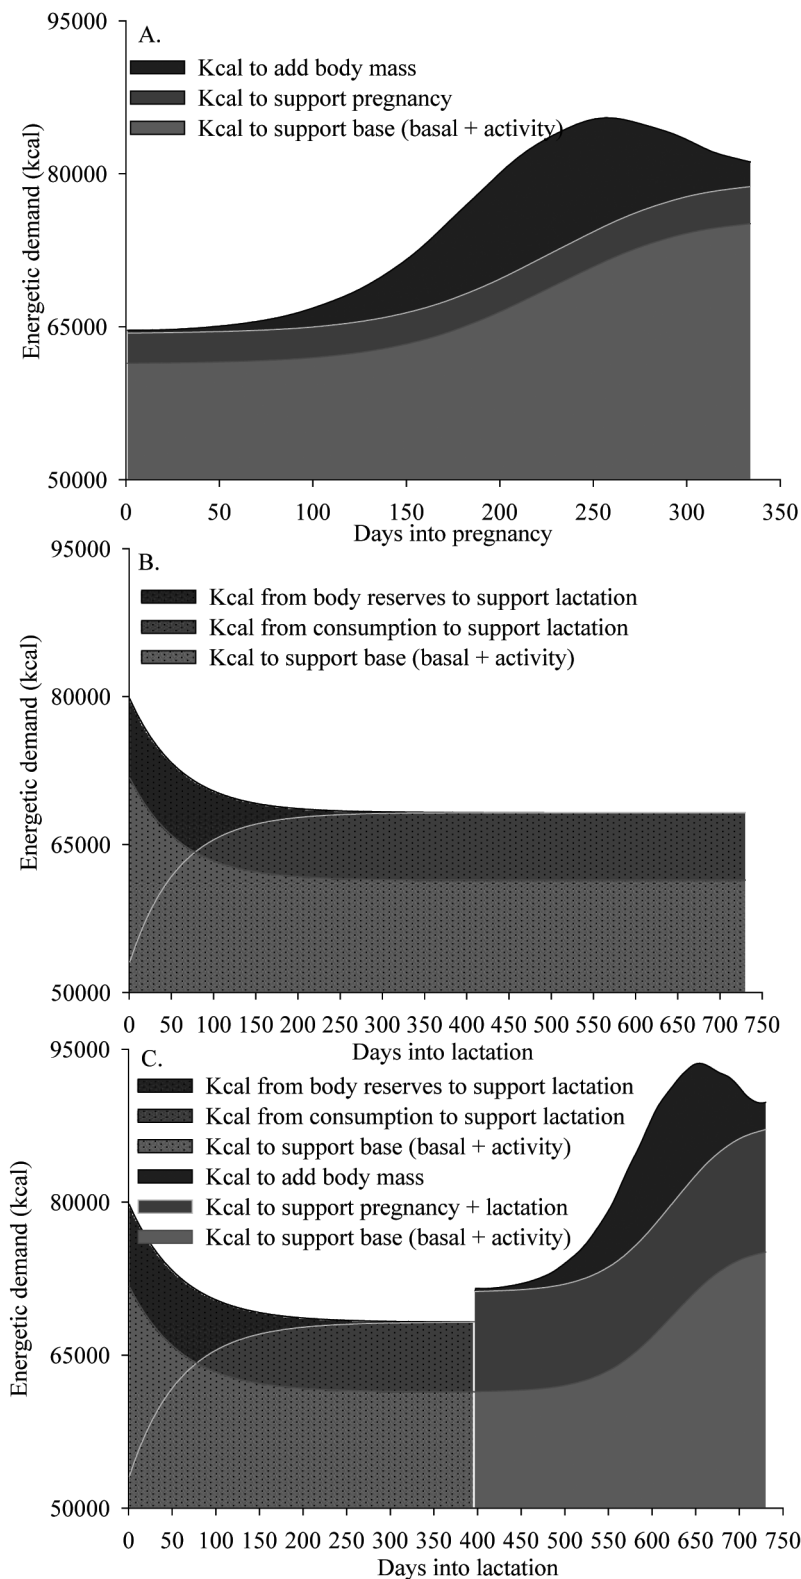 95000
A.
Kcal to add body mass
Kcal to support pregnancy
Kcal to support base (basal + activity)
80000
Energetic demand (kcal)
65000
50000
0 50 100 150 200 250 300 350
Days into pregnancy
95000
B.
Kcal from body reserves to support lactation
Kcal from consumption to support lactation
Kcal to support base (basal + activity)
80000
Energetic demand (kcal)
65000
50000
0 50 100 150 200 250 300 350 400 450 500 550 600 650 700 750
Days into lactation
95000
C.
Kcal from body reserves to support lactation
Kcal from consumption to support lactation
Kcal to support base (basal + activity)
Kcal to add body mass
Kcal to support pregnancy + lactation
Kcal to support base (basal + activity)
80000
Energetic demand (kcal)
65000
50000
0 50 100 150 200 250 300 350 400 450 500 550 600 650 700 750
Days into lactation